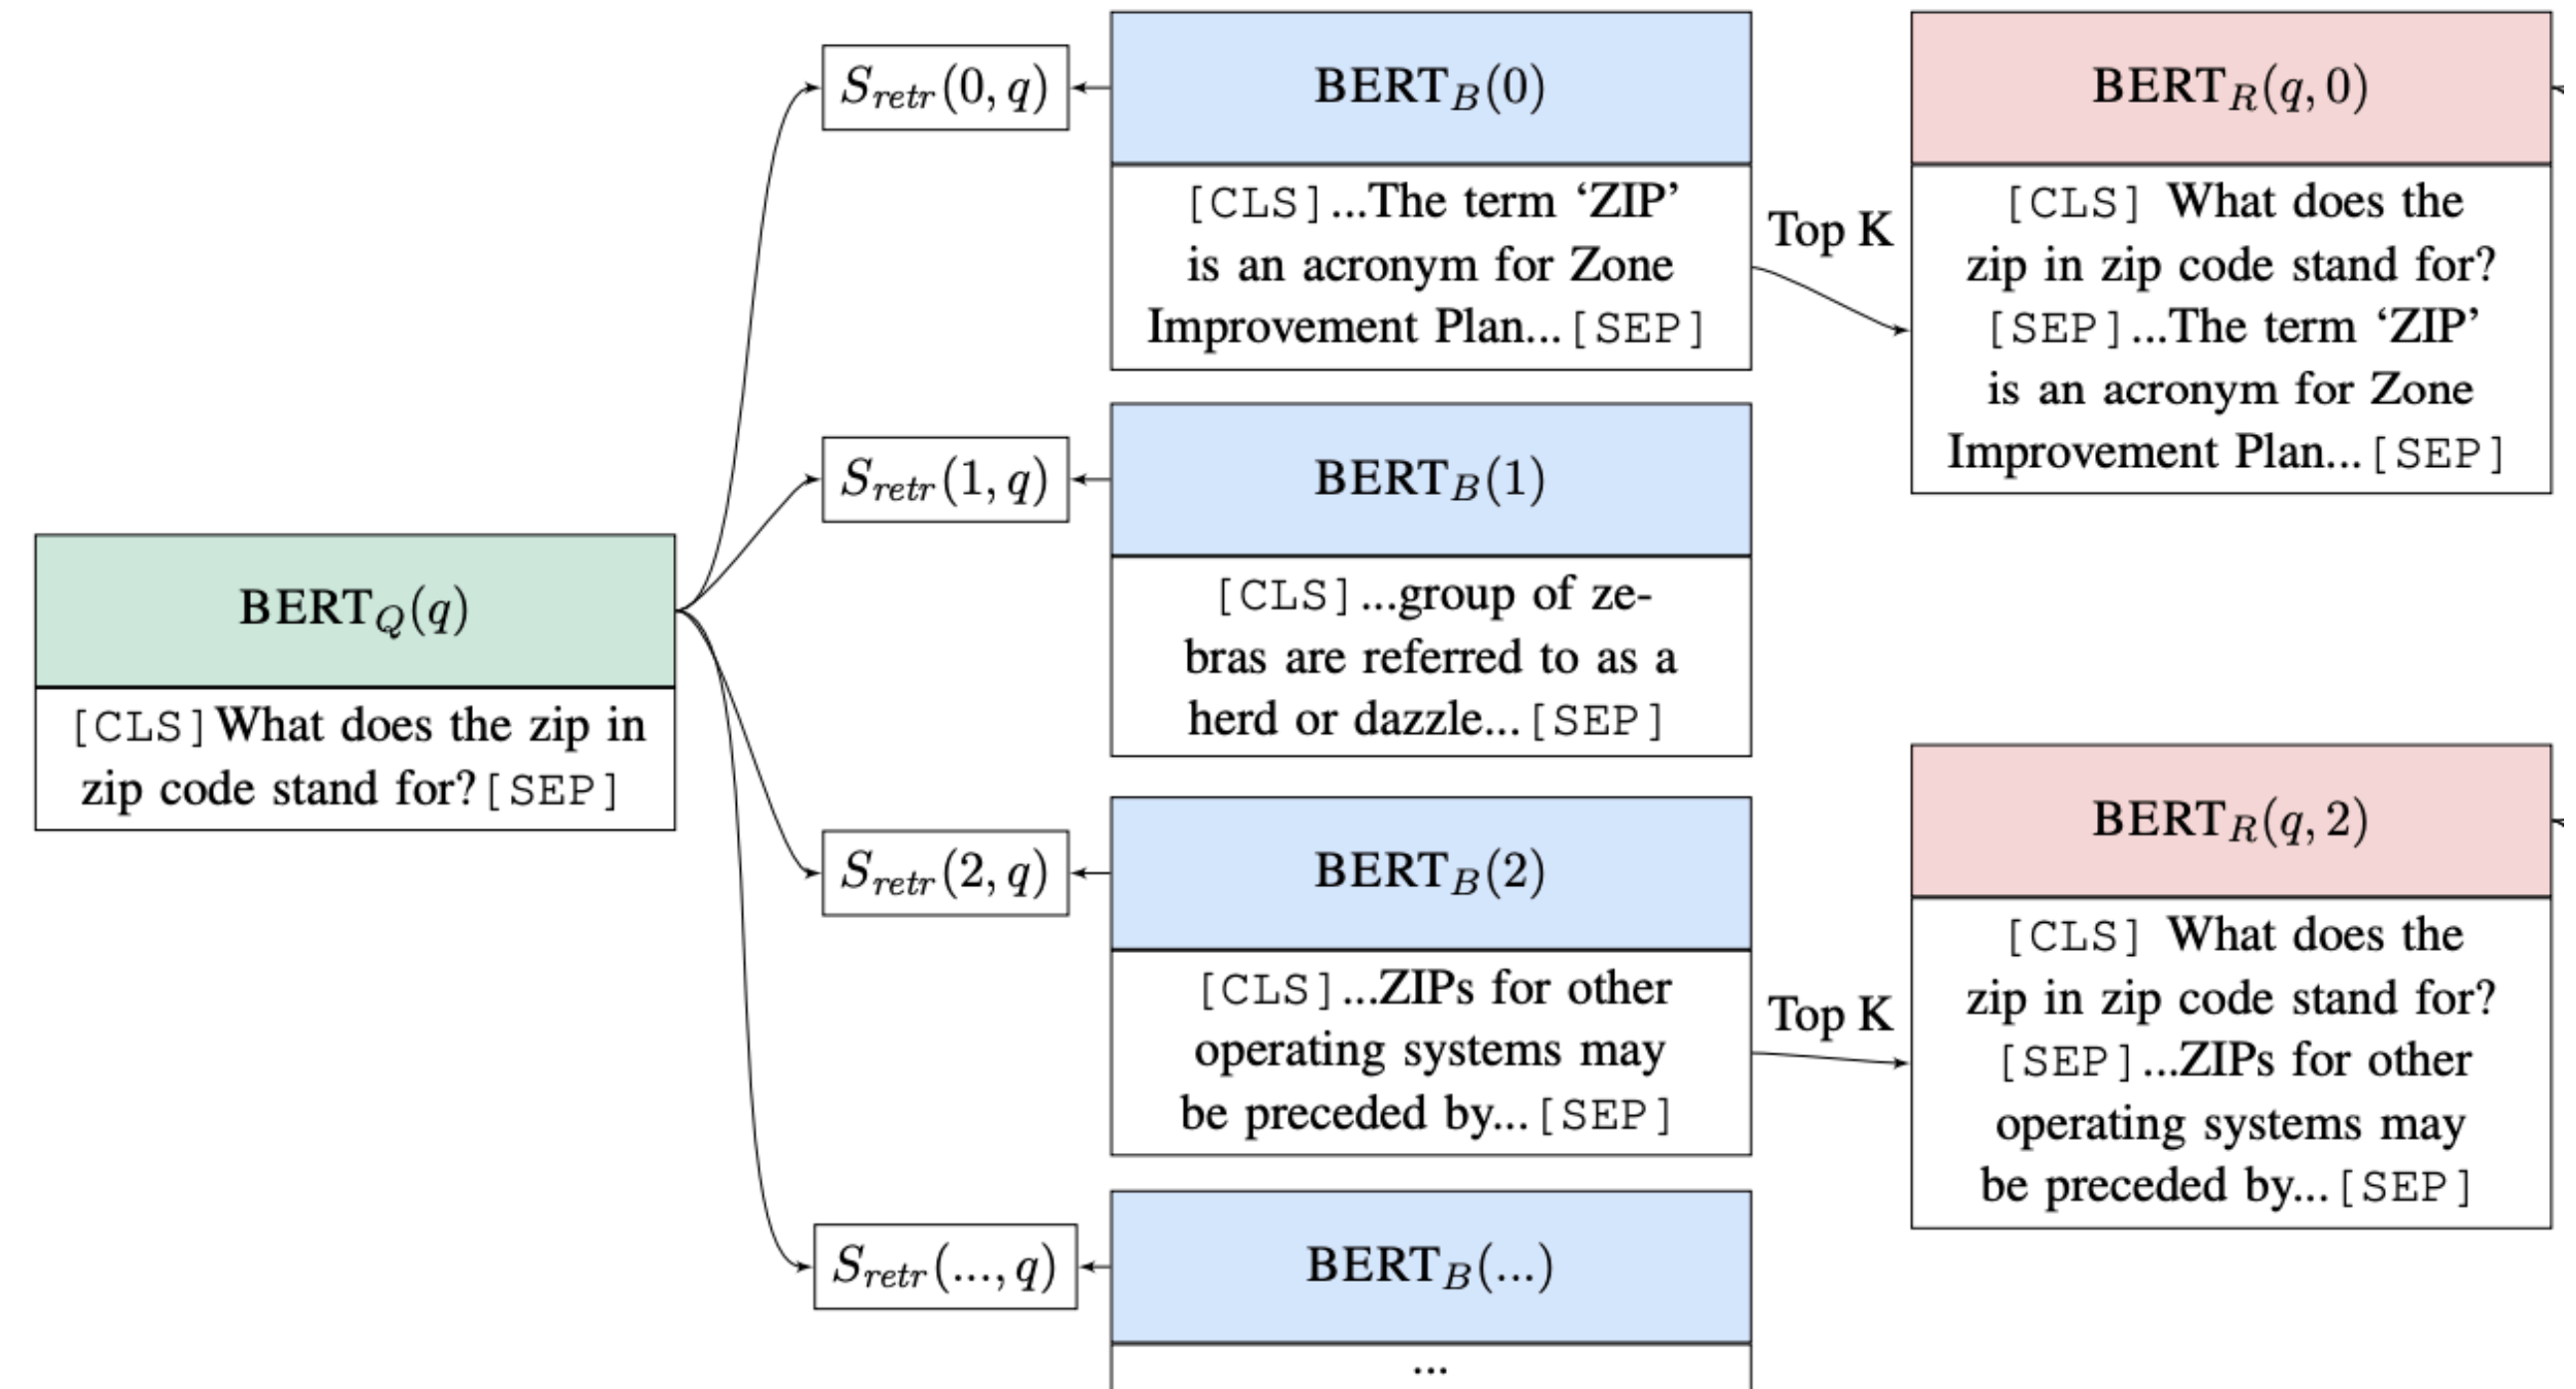 BERT_Q(q)
[CLS]What does the zip in
zip code stand for?[SEP]
S_retr(0, q)
S_retr(1, q)
S_retr(2, q)
S_retr(..., q)
BERT_B(0)
[CLS]...The term ‘ZIP’
is an acronym for Zone
Improvement Plan...[SEP]
BERT_B(1)
[CLS]...group of ze-
bras are referred to as a
herd or dazzle...[SEP]
BERT_B(2)
[CLS]...ZIPs for other
operating systems may
be preceded by...[SEP]
BERT_B(...)
...
Top K
Top K
BERT_R(q, 0)
[CLS] What does the
zip in zip code stand for?
[SEP]...The term ‘ZIP’
is an acronym for Zone
Improvement Plan...[SEP]
BERT_R(q, 2)
[CLS] What does the
zip in zip code stand for?
[SEP]...ZIPs for other
operating systems may
be preceded by...[SEP]